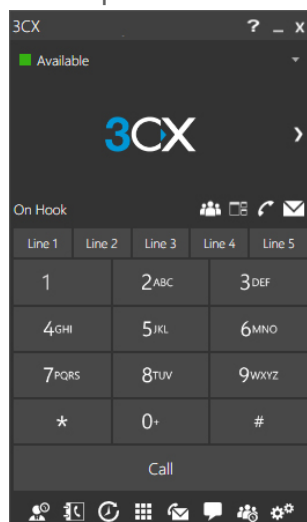 3CX ? _ x
Available
3CX
On Hook
Line 1 Line 2 Line 3 Line 4 Line 5
1 2ABC 3DEF
4GHI 5JKL 6MNO
7PQRS 8TUV 9WXYZ
* 0+ #
Call